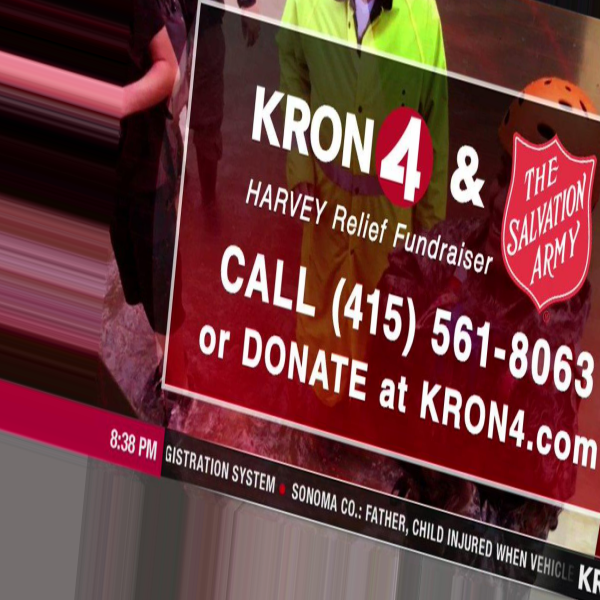 KRON 4 &
THE
SALVATION
ARMY
HARVEY Relief Fundraiser
CALL (415) 561-8063
or DONATE at KRON4.com
8:38 PM
GISTRATION SYSTEM • SONOMA CO.: FATHER, CHILD INJURED WHEN VEHICLE
KR